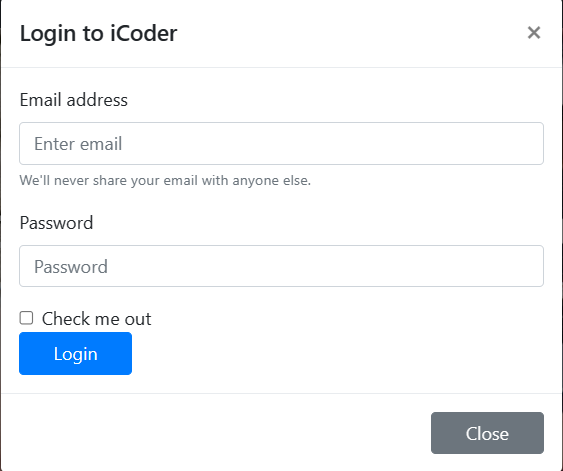 Login to iCoder
×
Email address
Enter email
We'll never share your email with anyone else.
Password
Password
Check me out
Login
Close